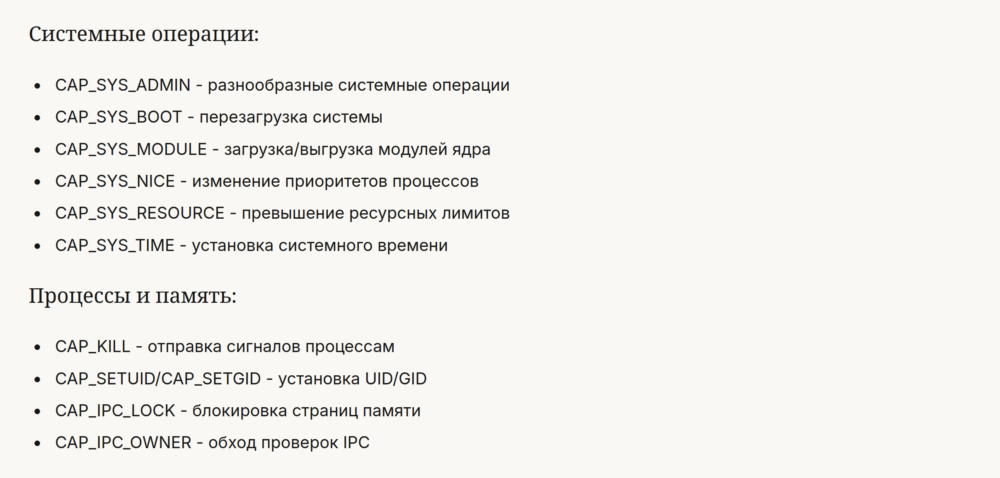 Системные операции:
• CAP_SYS_ADMIN - разнообразные системные операции
• CAP_SYS_BOOT - перезагрузка системы
• CAP_SYS_MODULE - загрузка/выгрузка модулей ядра
• CAP_SYS_NICE - изменение приоритетов процессов
• CAP_SYS_RESOURCE - превышение ресурсных лимитов
• CAP_SYS_TIME - установка системного времени
Процессы и память:
• CAP_KILL - отправка сигналов процессам
• CAP_SETUID/CAP_SETGID - установка UID/GID
• CAP_IPC_LOCK - блокировка страниц памяти
• CAP_IPC_OWNER - обход проверок IPC